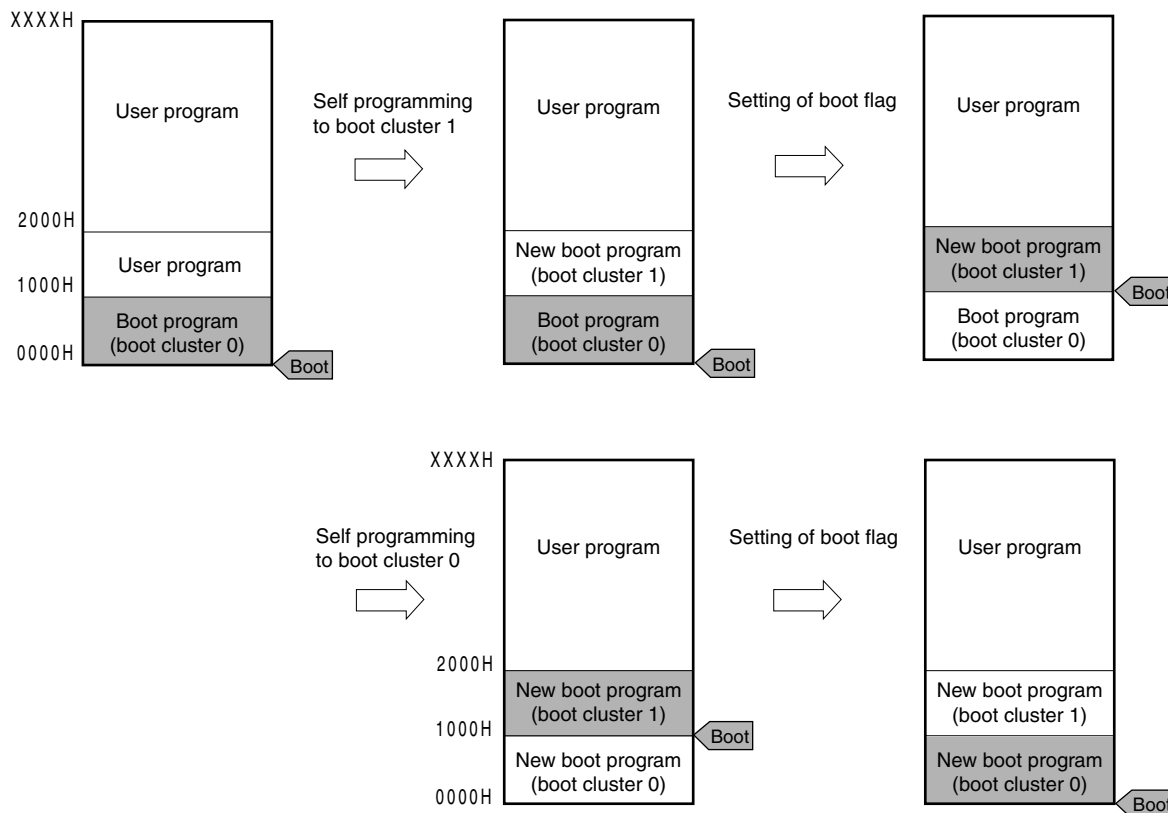 XXXXH
User program
2000H
User program
1000H
Boot program
(boot cluster 0)
0000H
Boot
Self programming
to boot cluster 1
User program
New boot program
(boot cluster 1)
Boot program
(boot cluster 0)
Boot
Setting of boot flag
User program
New boot program
(boot cluster 1)
Boot
Boot program
(boot cluster 0)
Self programming
to boot cluster 0
XXXXH
User program
2000H
New boot program
(boot cluster 1)
1000H
Boot
New boot program
(boot cluster 0)
0000H
Setting of boot flag
User program
New boot program
(boot cluster 1)
New boot program
(boot cluster 0)
Boot